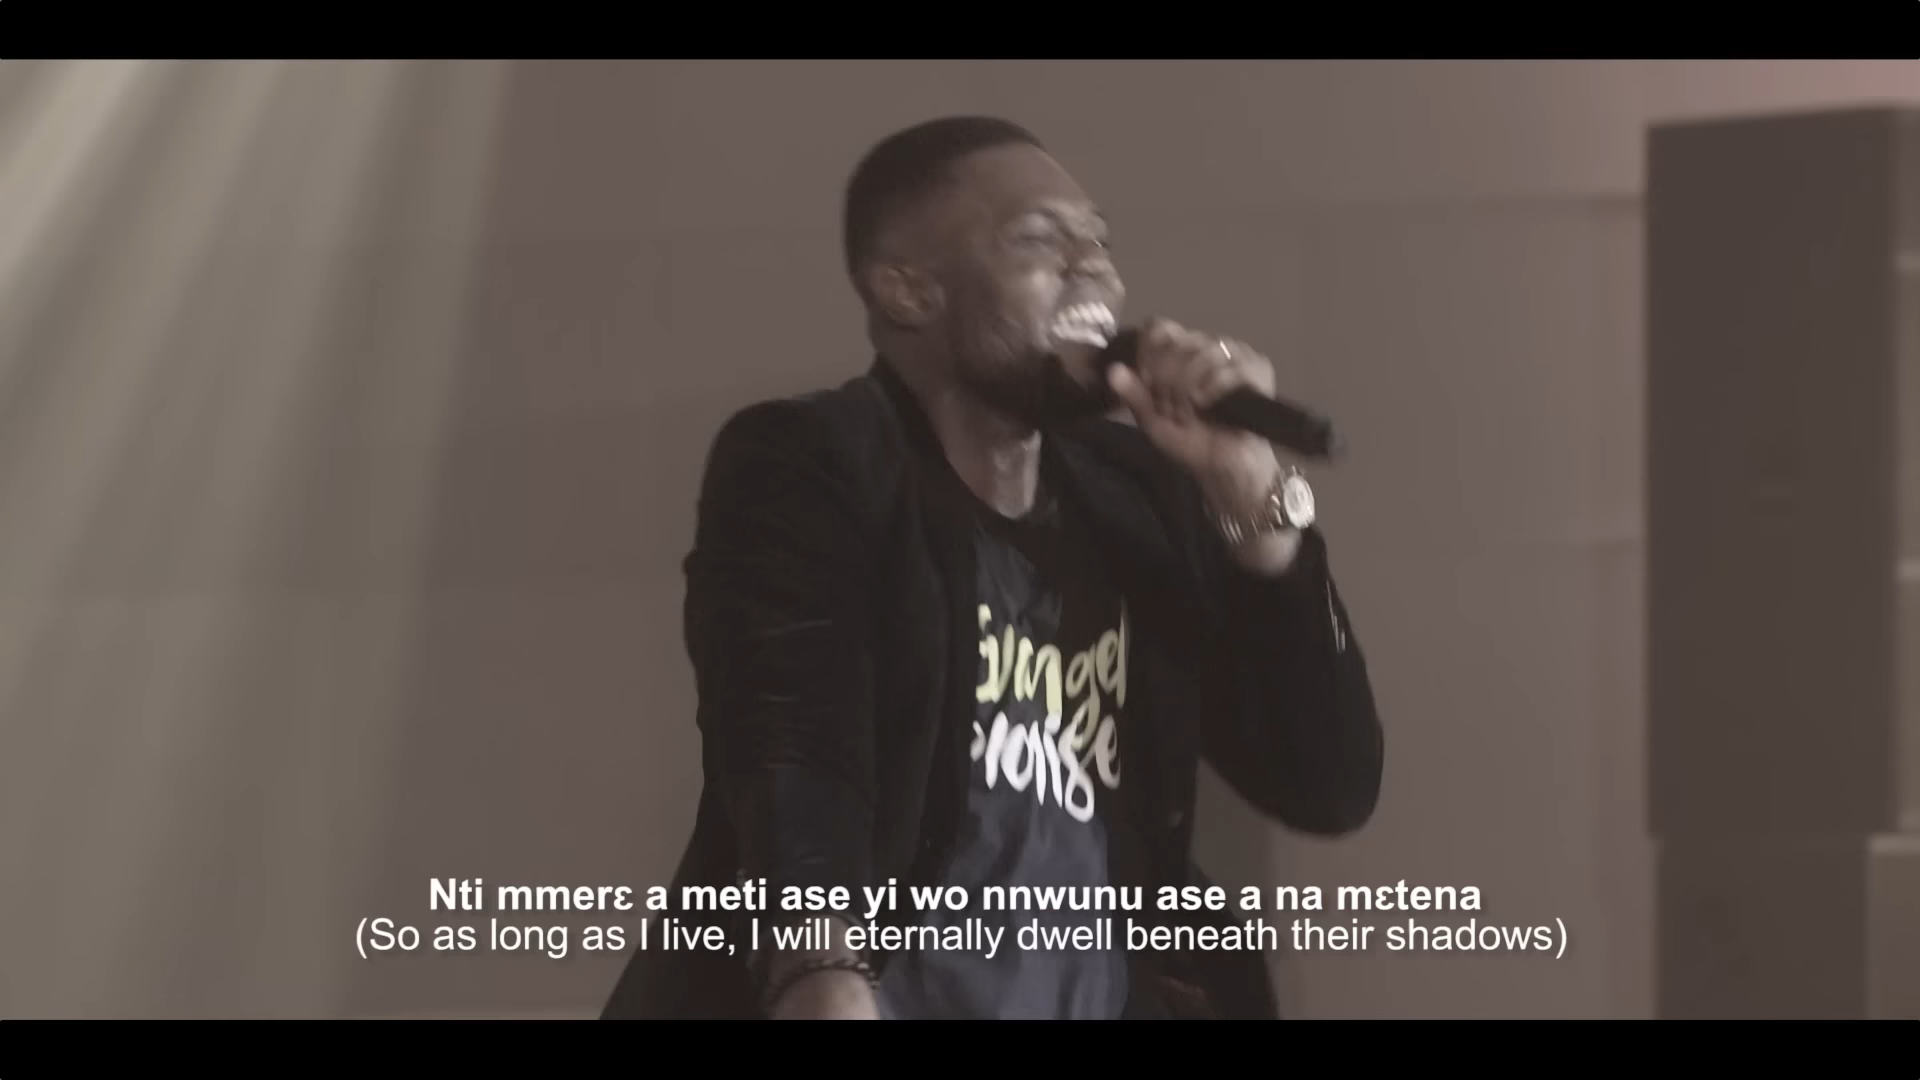 praise
Nti mmerɛ a meti ase yi wo nnwunu ase a na mɛtena
(So as long as I live, I will eternally dwell beneath their shadows)